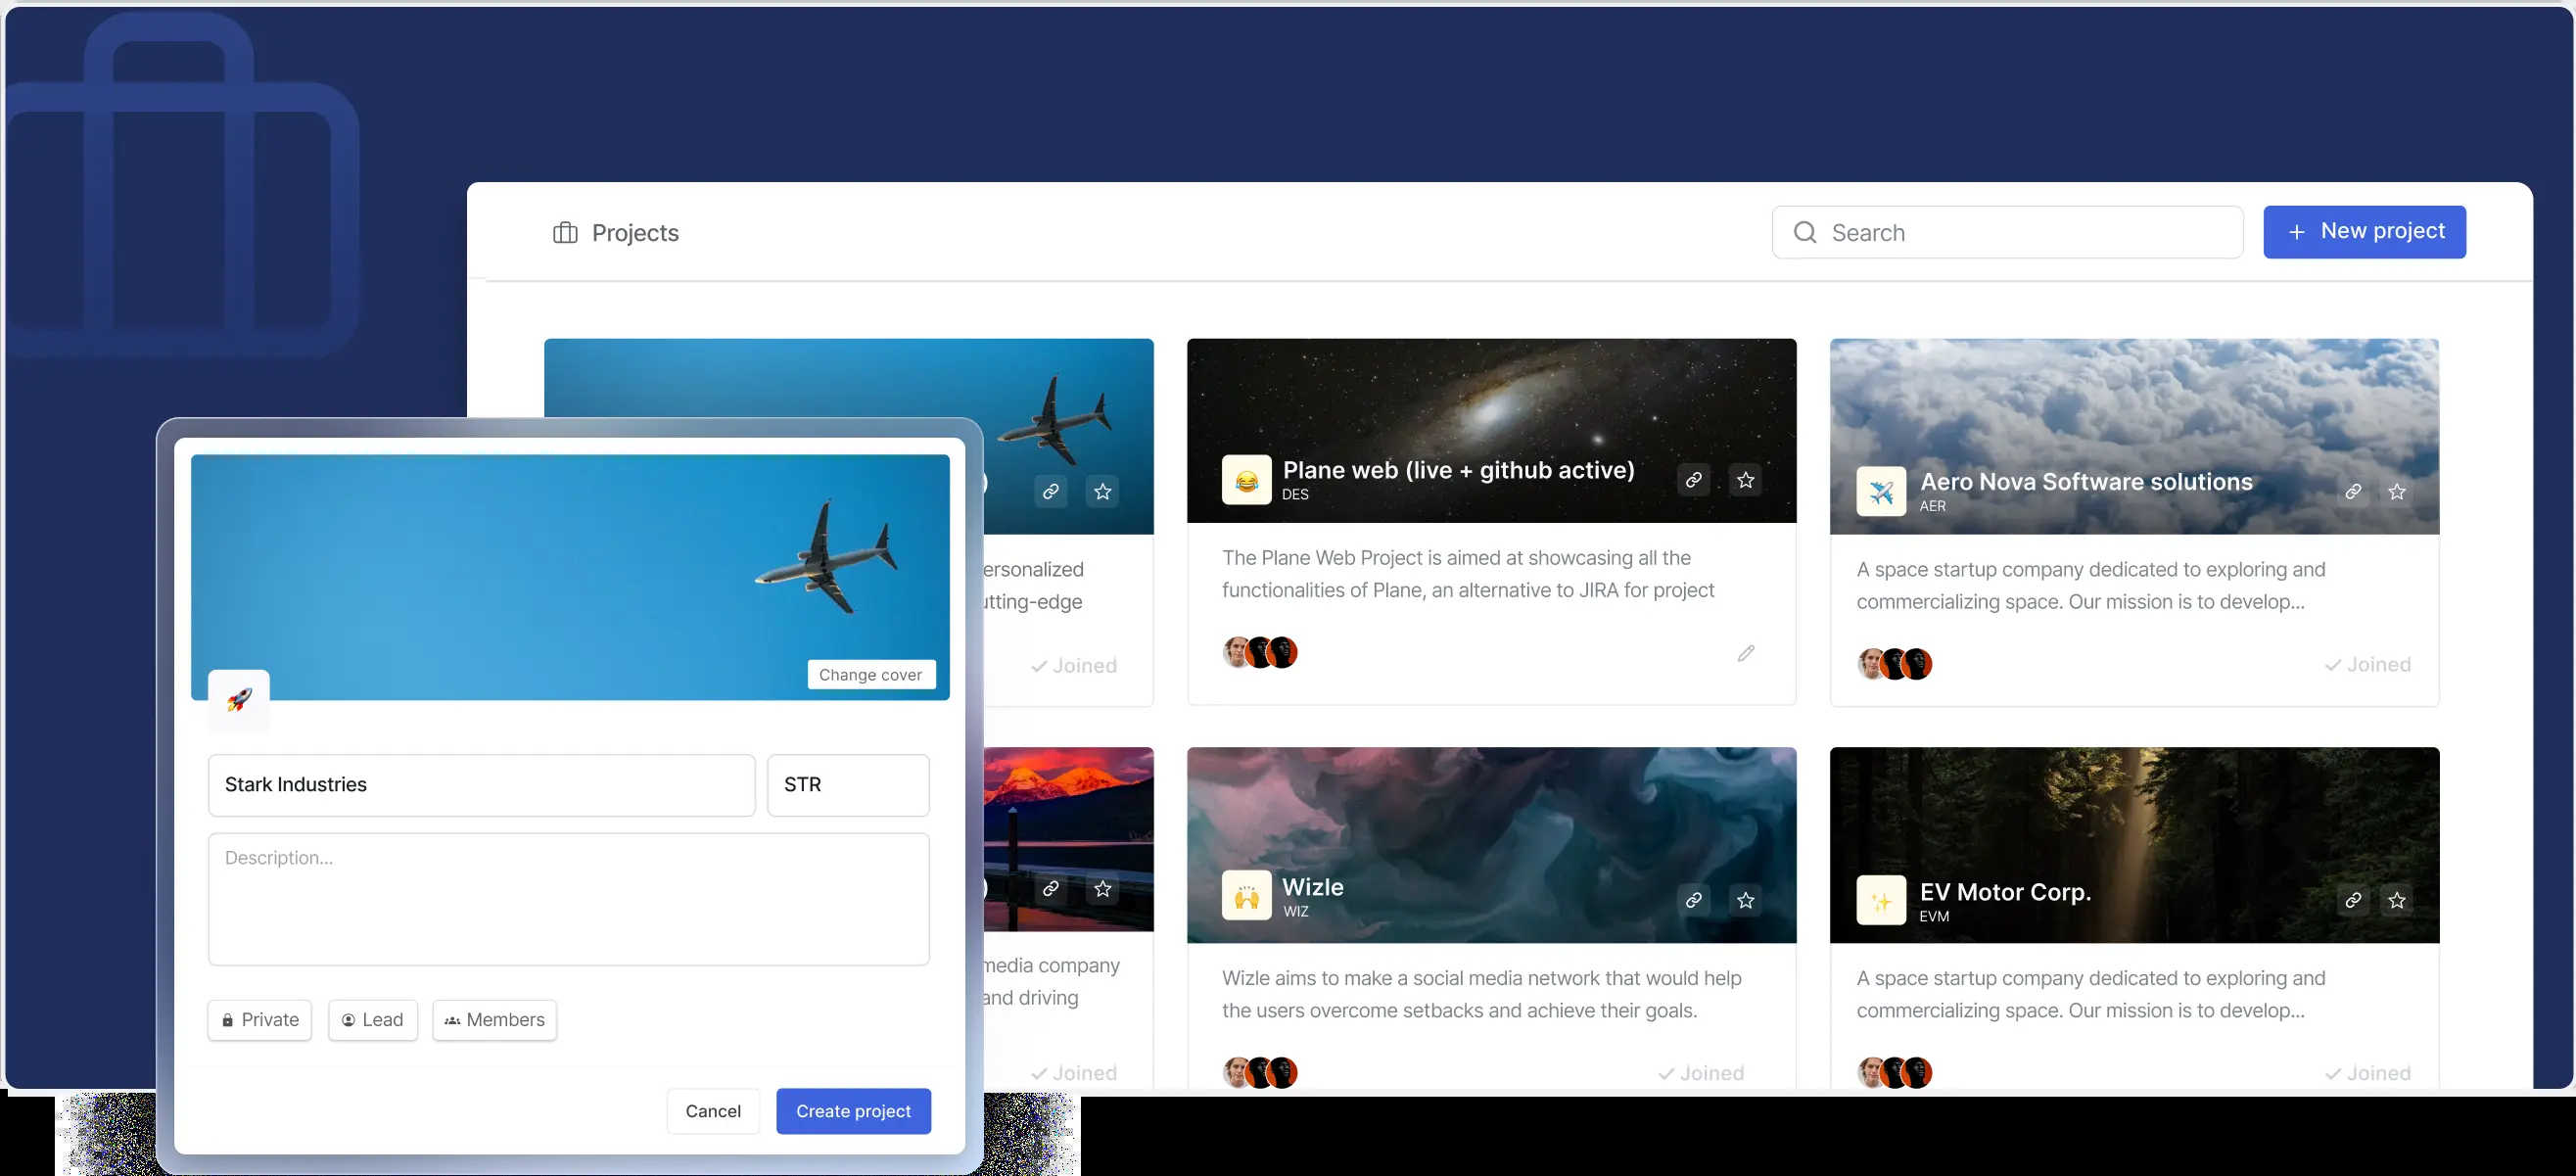 Projects
Search
New project
Plane web (live + github active)
DES
Aero Nova Software solutions
AER
ersonalized
utting-edge
The Plane Web Project is aimed at showcasing all the
functionalities of Plane, an alternative to JIRA for project
A space startup company dedicated to exploring and
commercializing space. Our mission is to develop...
Joined
Joined
Change cover
Stark Industries
STR
Description...
Private
Lead
Members
Cancel
Create project
Wizle
WIZ
EV Motor Corp.
EVM
media company
and driving
Wizle aims to make a social media network that would help
the users overcome setbacks and achieve their goals.
A space startup company dedicated to exploring and
commercializing space. Our mission is to develop...
Joined
Joined
Joined